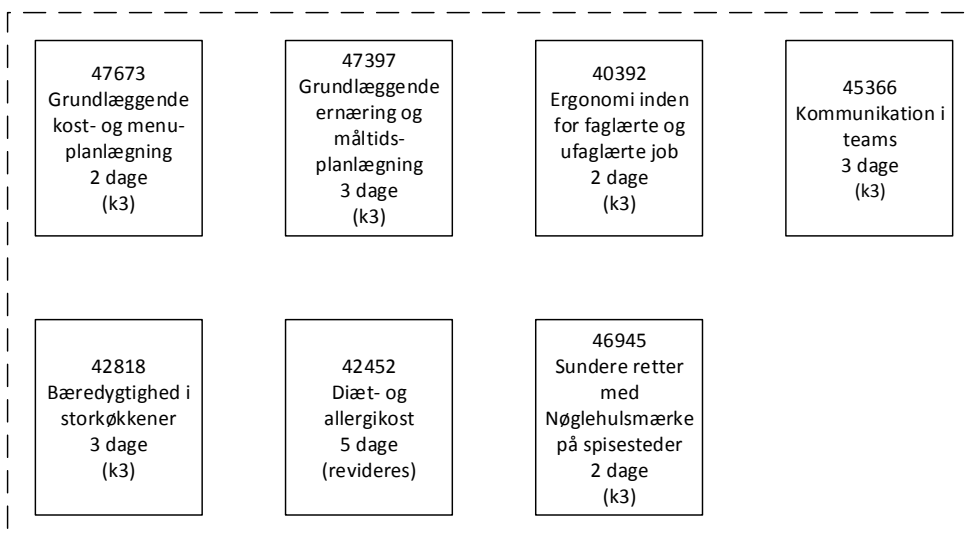 47673
Grundlæggende
kost- og menu-
planlægning
2 dage
(k3)
47397
Grundlæggende
ernæring og
måltids-
planlægning
3 dage
(k3)
40392
Ergonomi inden
for faglærte og
ufaglærte job
2 dage
(k3)
45366
Kommunikation i
teams
3 dage
(k3)
42818
Bæredygtighed i
storkøkkener
3 dage
(k3)
42452
Diæt- og
allergikost
5 dage
(revideres)
46945
Sundere retter
med
Nøglehulsmærke
på spisesteder
2 dage
(k3)